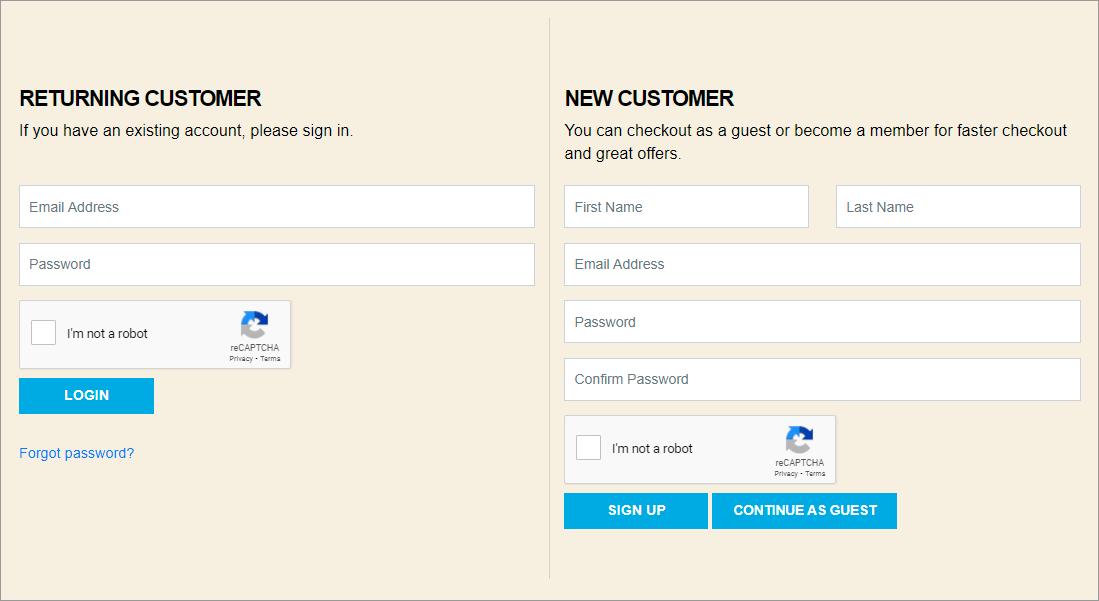 RETURNING CUSTOMER
If you have an existing account, please sign in.
Email Address
Password
I'm not a robot
reCAPTCHA
Privacy - Terms
LOGIN
Forgot password?
NEW CUSTOMER
You can checkout as a guest or become a member for faster checkout
and great offers.
First Name
Last Name
Email Address
Password
Confirm Password
I'm not a robot
reCAPTCHA
Privacy - Terms
SIGN UP
CONTINUE AS GUEST